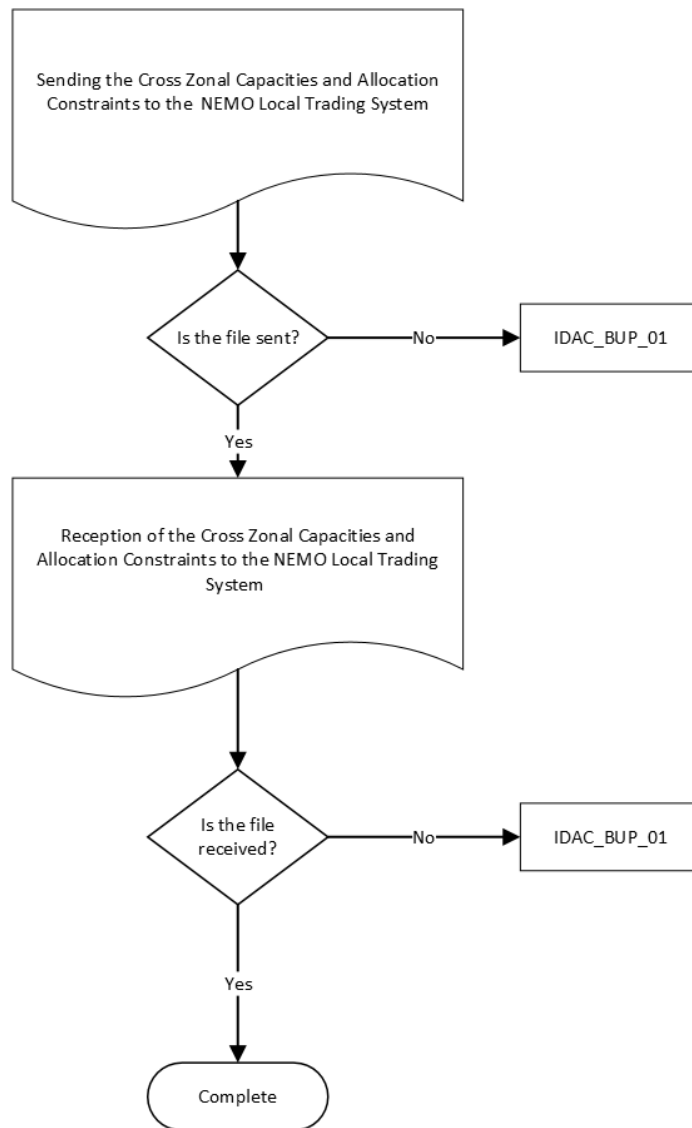 Sending the Cross Zonal Capacities and Allocation
Constraints to the NEMO Local Trading System
Is the file sent?
No
IDAC_BUP_01
Yes
Reception of the Cross Zonal Capacities and
Allocation Constraints to the NEMO Local Trading
System
Is the file
received?
No
IDAC_BUP_01
Yes
Complete